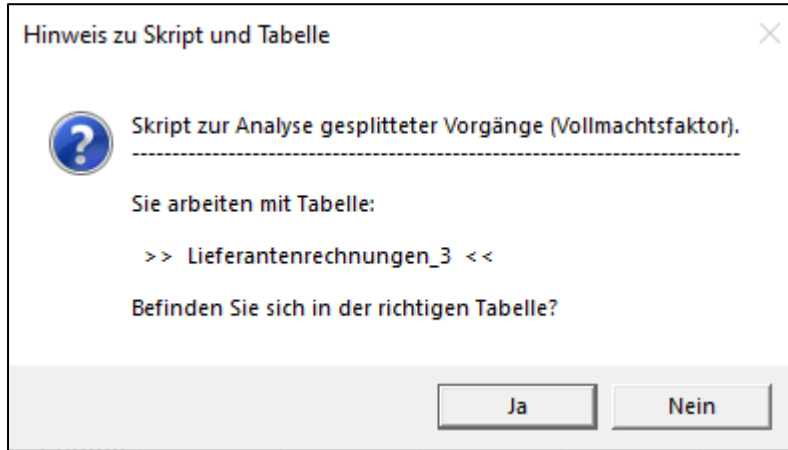 Hinweis zu Skript und Tabelle
Skript zur Analyse gesplitteter Vorgänge (Vollmachtsfaktor).
----------------------------------------------------------------------------
Sie arbeiten mit Tabelle:
>> Lieferantenrechnungen_3 <<
Befinden Sie sich in der richtigen Tabelle?
Ja
Nein